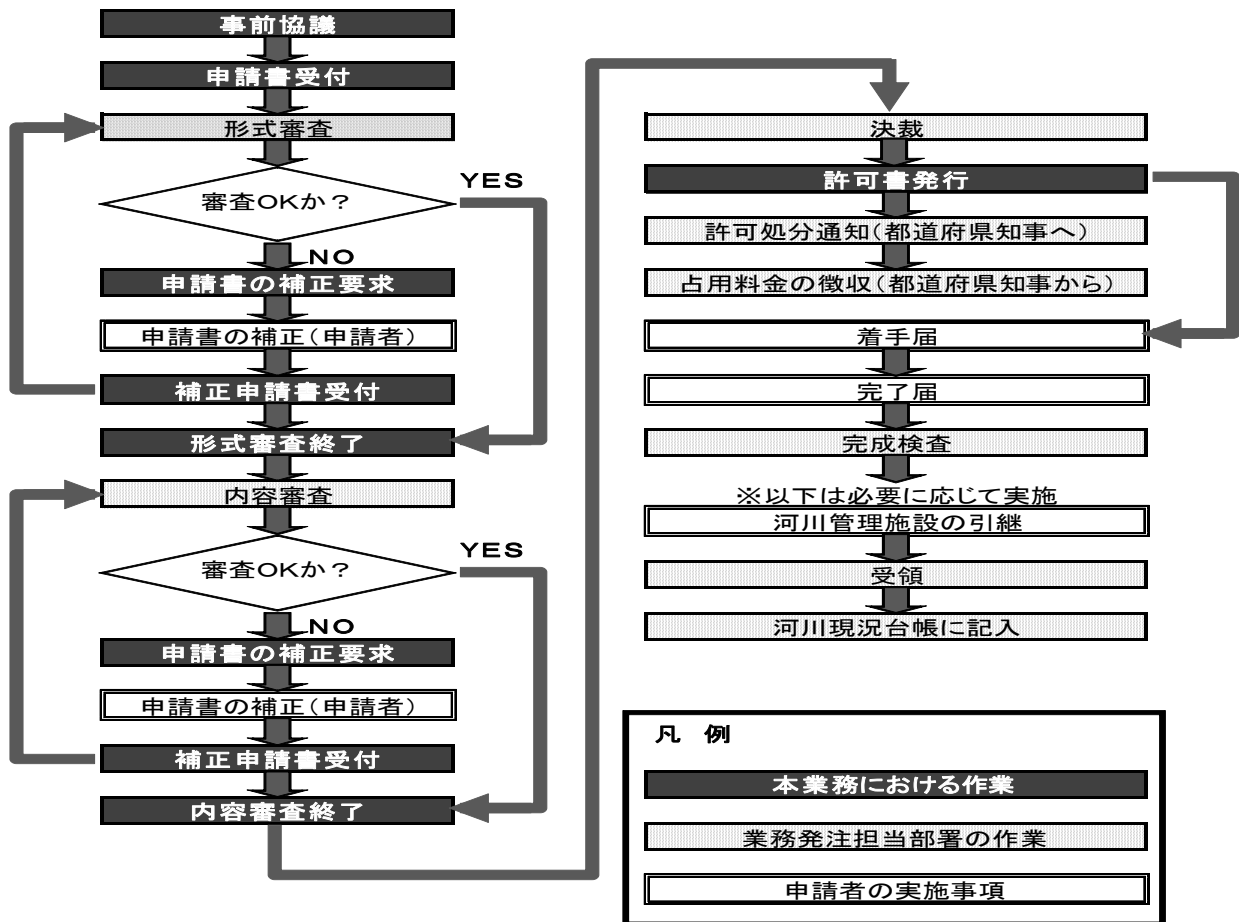 事前協議
申請書受付
形式審査
審査OKか？
YES
NO
申請書の補正要求
申請書の補正（申請者）
補正申請書受付
形式審査終了
内容審査
審査OKか？
YES
NO
申請書の補正要求
申請書の補正（申請者）
補正申請書受付
内容審査終了
決裁
許可書発行
許可処分通知（都道府県知事へ）
占用料金の徴収（都道府県知事から）
着手届
完了届
完成検査
※以下は必要に応じて実施
河川管理施設の引継
受領
河川現況台帳に記入
凡 例
本業務における作業
業務発注担当部署の作業
申請者の実施事項